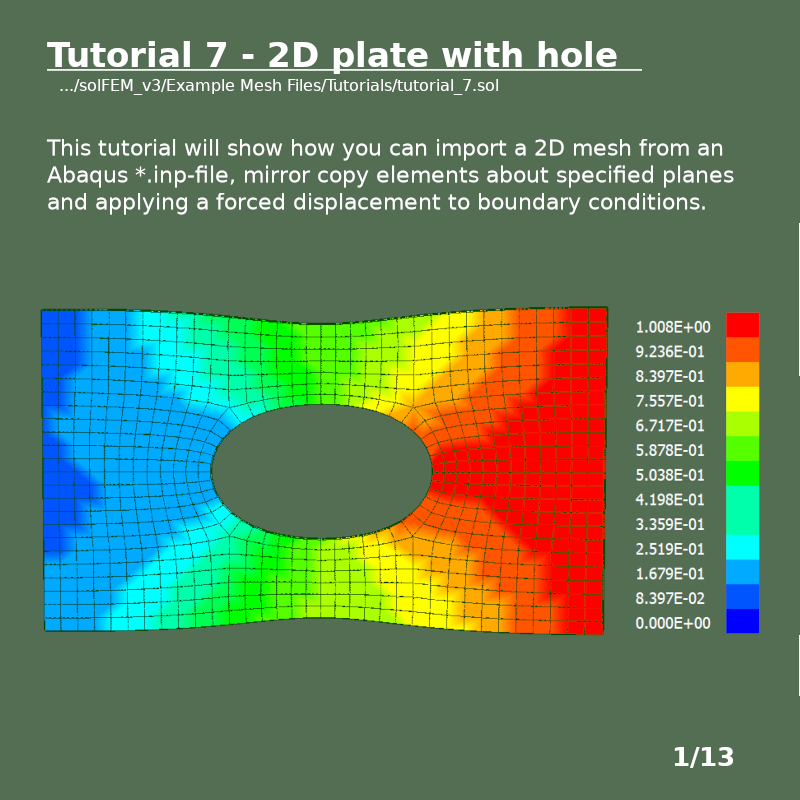 Tutorial 7 - 2D plate with hole
.../solFEM_v3/Example Mesh Files/Tutorials/tutorial_7.sol
This tutorial will show how you can import a 2D mesh from an
Abaqus *.inp-file, mirror copy elements about specified planes
and applying a forced displacement to boundary conditions.
1.008E+00
9.236E-01
8.397E-01
7.557E-01
6.717E-01
5.878E-01
5.038E-01
4.198E-01
3.359E-01
2.519E-01
1.679E-01
8.397E-02
0.000E+00
1/13